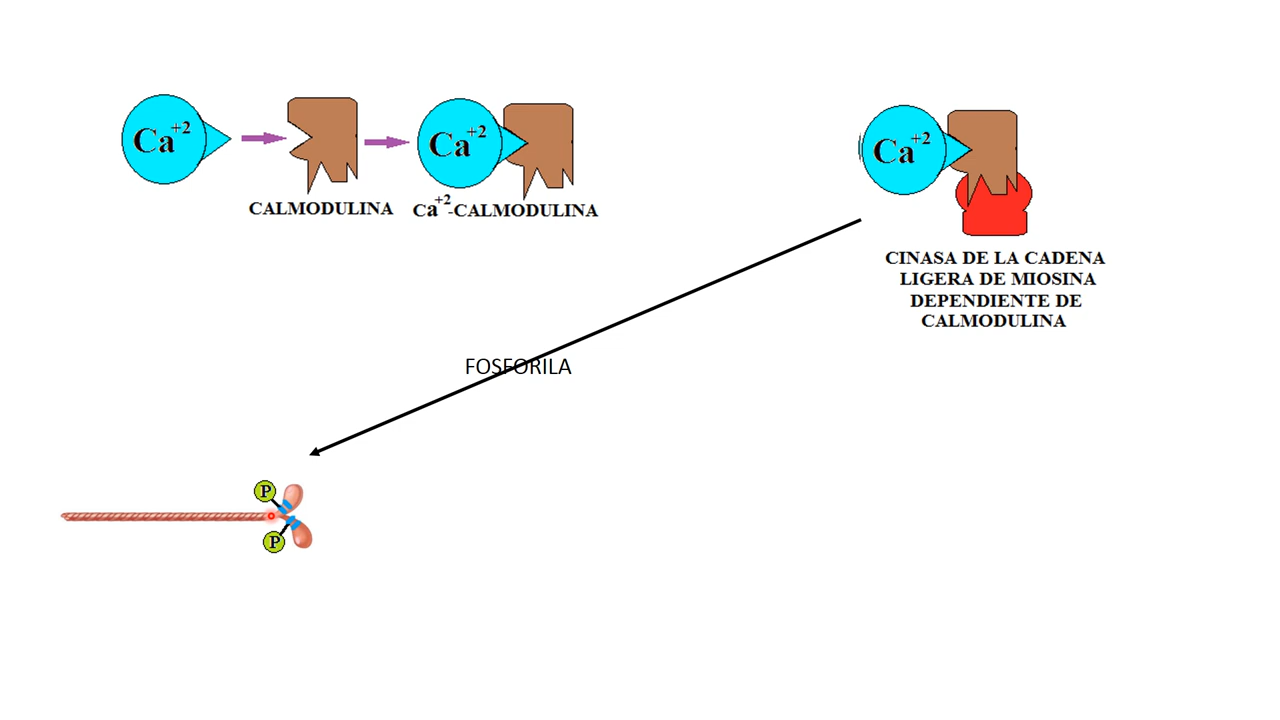 Ca+2
CALMODULINA
Ca+2
Ca+2-CALMODULINA
Ca+2
CINASA DE LA CADENA
LIGERA DE MIOSINA
DEPENDIENTE DE
CALMODULINA
FOSFORILA
P
P